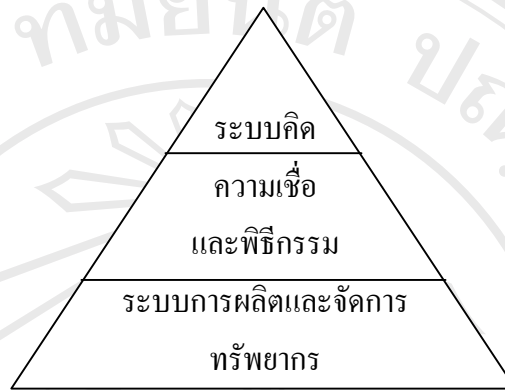 ระบบคิด
ความเชื่อ
และพิธีกรรม
ระบบการผลิตและจัดการ
ทรัพยากร